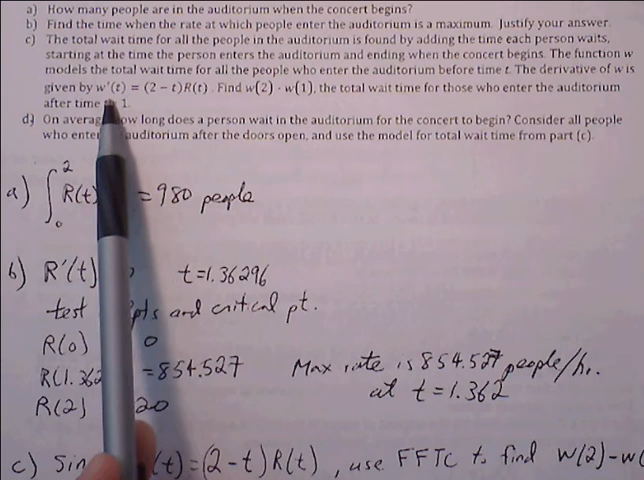 a) How many people are in the auditorium when the concert begins?
b) Find the time when the rate at which people enter the auditorium is a maximum. Justify your answer.
c) The total wait time for all the people in the auditorium is found by adding the time each person waits,
starting at the time the person enters the auditorium and ending when the concert begins. The function w
models the total wait time for all the people who enter the auditorium before time t. The derivative of w is
given by w'(t) = (2 – t)R(t). Find w(2) - w(1), the total wait time for those who enter the auditorium
after time 1.
d) On average how long does a person wait in the auditorium for the concert to begin? Consider all people
who enter auditorium after the doors open, and use the model for total wait time from part (c).
a) ∫₀² R(t) = 980 people
b) R'(t) t=1.36296
test pts and critical pt.
R(0) 0
R(1.362 = 854.527 Max rate is 854.527 people/hr.
R(2) 20 at t = 1.362
c) Sin (t)=(2-t)R(t), use FFTC to find W(2)-W(